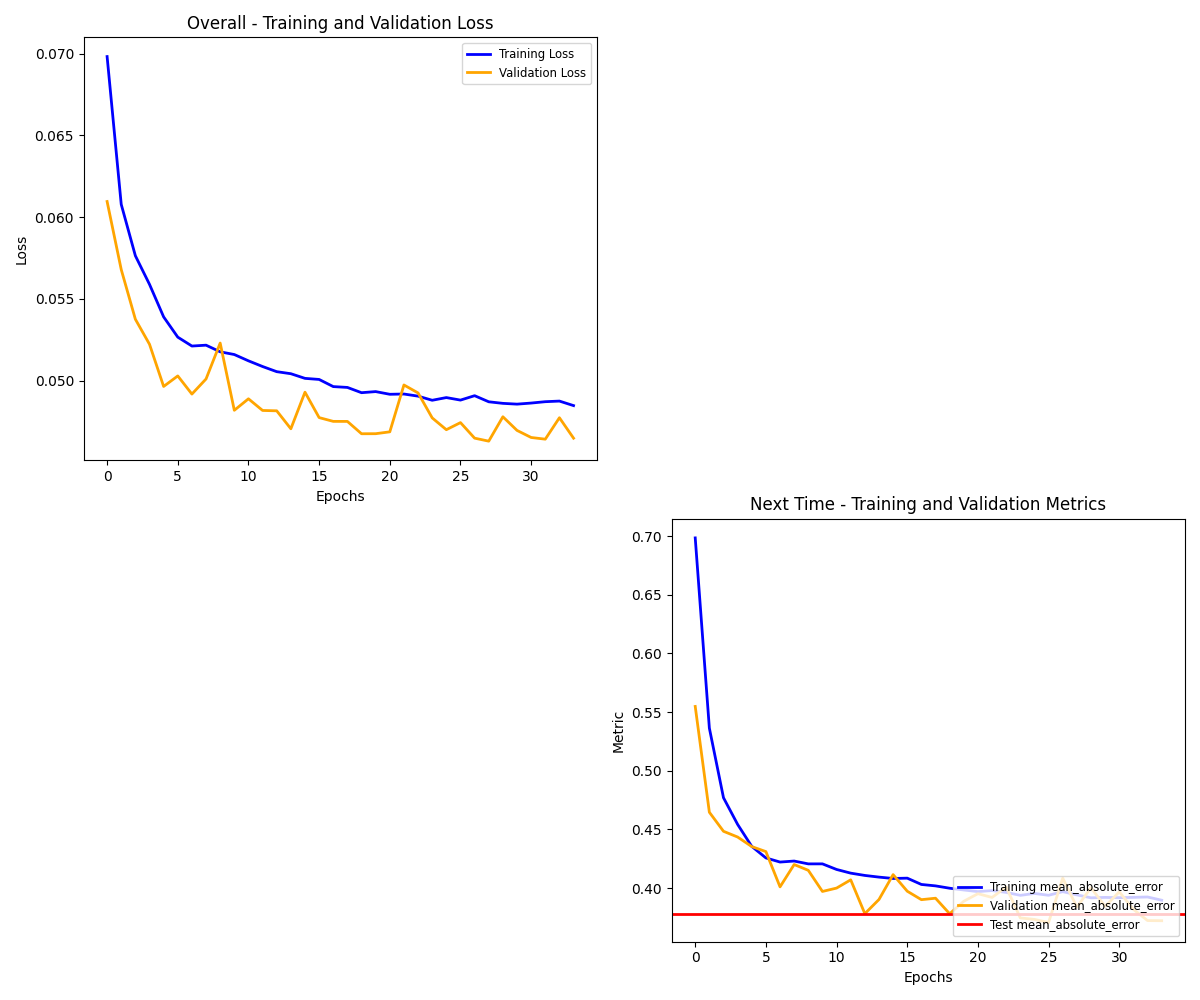 Overall - Training and Validation Loss
Training Loss
Validation Loss
0.070
0.065
0.060
0.055
0.050
Loss
0 5 10 15 20 25 30
Epochs
Next Time - Training and Validation Metrics
0.70
0.65
0.60
0.55
0.50
0.45
0.40
Metric
Training mean_absolute_error
Validation mean_absolute_error
Test mean_absolute_error
0 5 10 15 20 25 30
Epochs